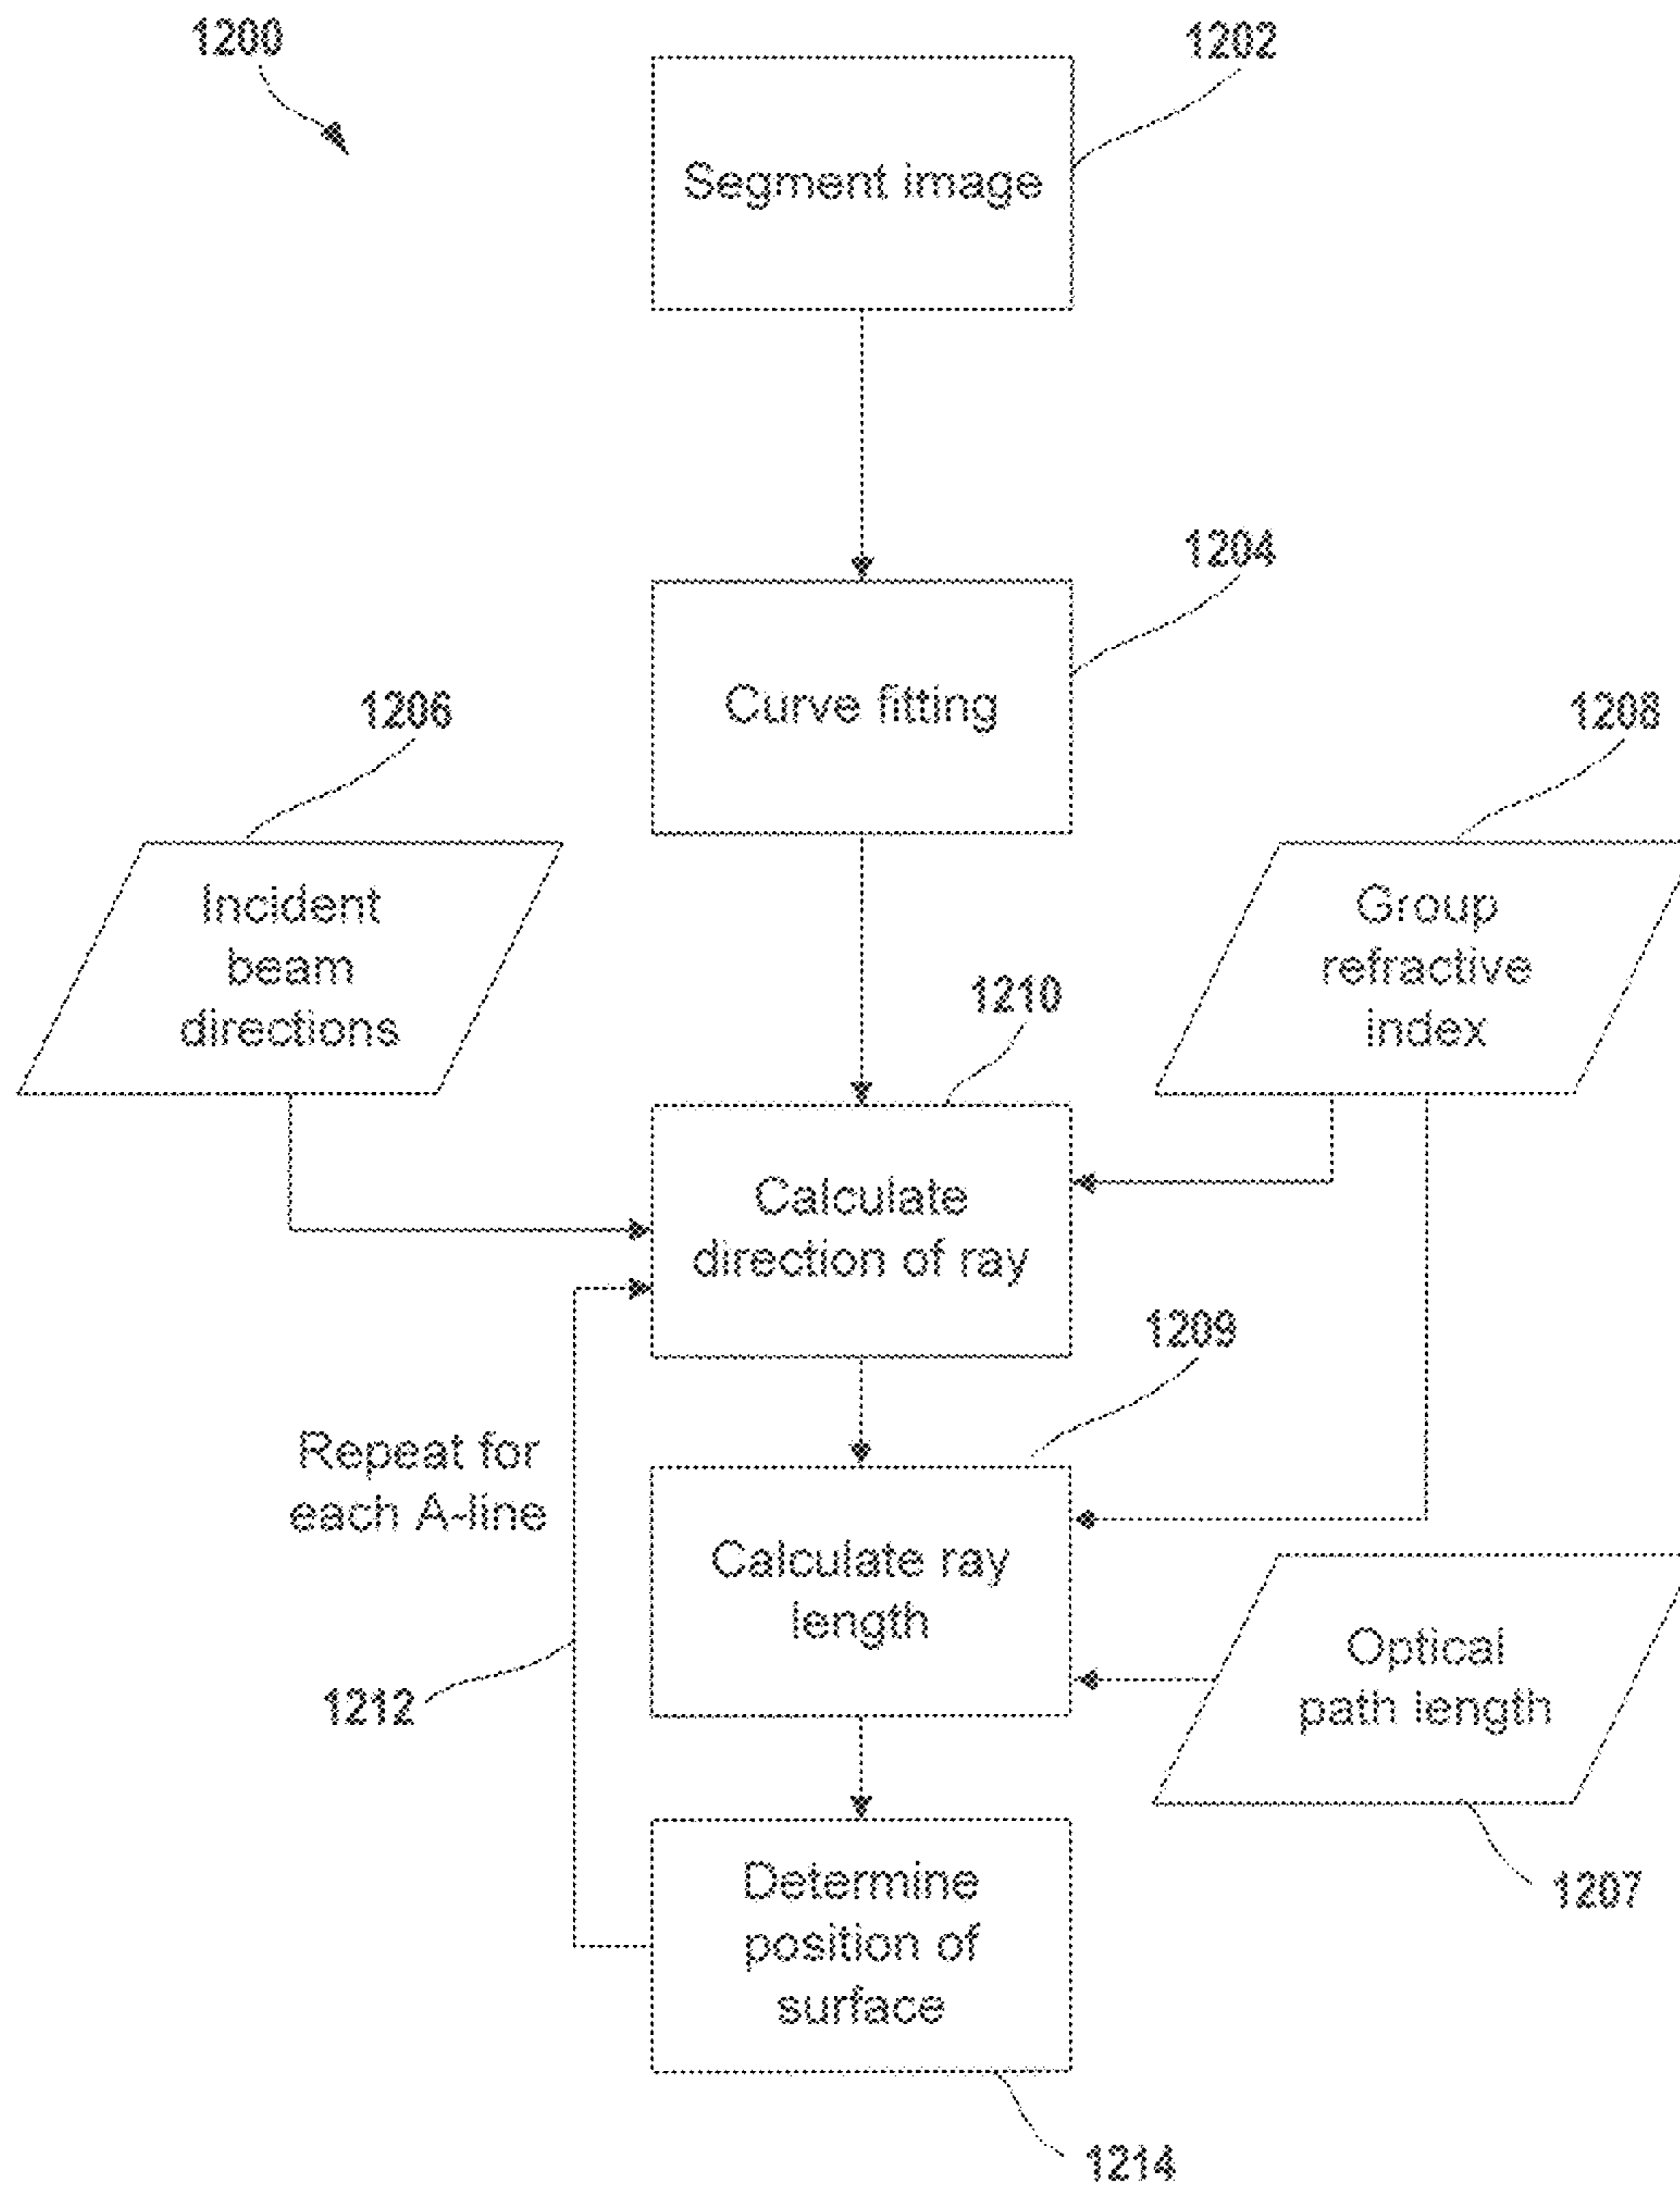 1200
1202
Segment image
1204
Curve fitting
1206
Incident
beam
directions
1208
Group
refractive
index
1210
Calculate
direction of ray
1209
Repeat for
each A-line
Calculate ray
length
1212
Optical
path length
1207
Determine
position of
surface
1214